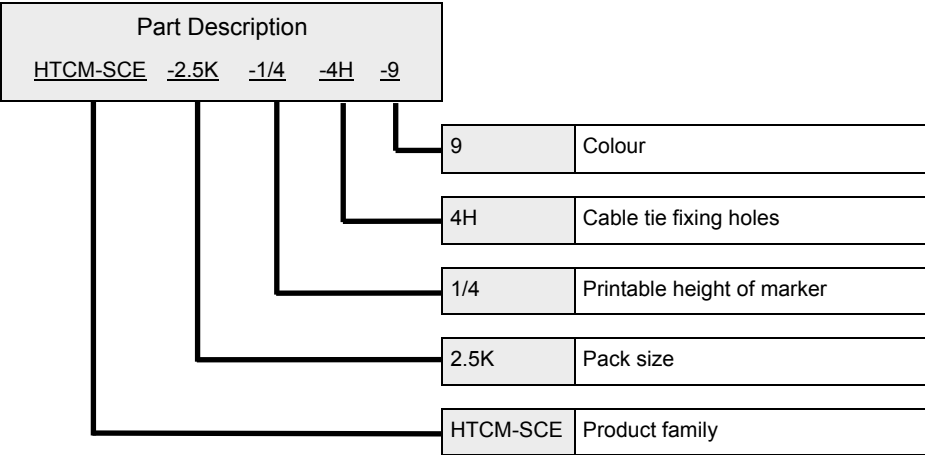 Part Description
HTCM-SCE -2.5K -1/4 -4H -9
9 Colour
4H Cable tie fixing holes
1/4 Printable height of marker
2.5K Pack size
HTCM-SCE Product family